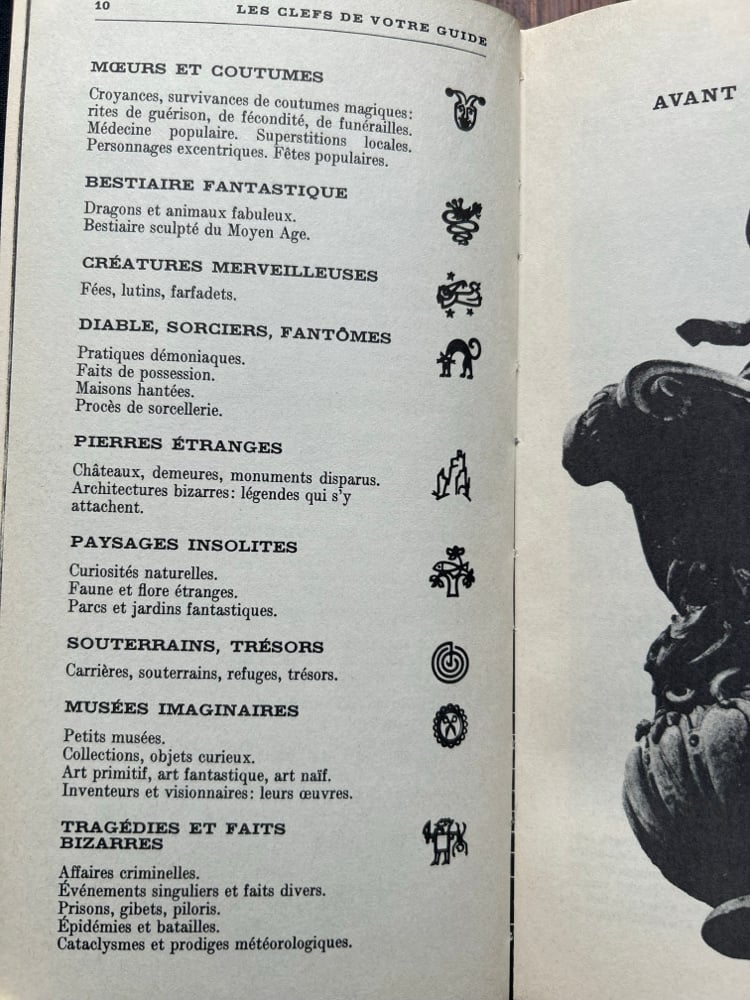 10
LES CLEFS DE VOTRE GUIDE
MŒURS ET COUTUMES
Croyances, survivances de coutumes magiques:
rites de guérison, de fécondité, de funérailles.
Médecine populaire. Superstitions locales.
Personnages excentriques. Fêtes populaires.
BESTIAIRE FANTASTIQUE
Dragons et animaux fabuleux.
Bestiaire sculpté du Moyen Age.
CRÉATURES MERVEILLEUSES
Fées, lutins, farfadets.
DIABLE, SORCIERS, FANTÔMES
Pratiques démoniaques.
Faits de possession.
Maisons hantées.
Procès de sorcellerie.
PIERRES ÉTRANGES
Châteaux, demeures, monuments disparus.
Architectures bizarres: légendes qui s'y
attachent.
PAYSAGES INSOLITES
Curiosités naturelles.
Faune et flore étranges.
Parcs et jardins fantastiques.
SOUTERRAINS, TRÉSORS
Carrières, souterrains, refuges, trésors.
MUSÉES IMAGINAIRES
Petits musées.
Collections, objets curieux.
Art primitif, art fantastique, art naïf.
Inventeurs et visionnaires: leurs œuvres.
TRAGÉDIES ET FAITS
BIZARRES
Affaires criminelles.
Événements singuliers et faits divers.
Prisons, gibets, piloris.
Épidémies et batailles.
Cataclysmes et prodiges météorologiques.
AVANT